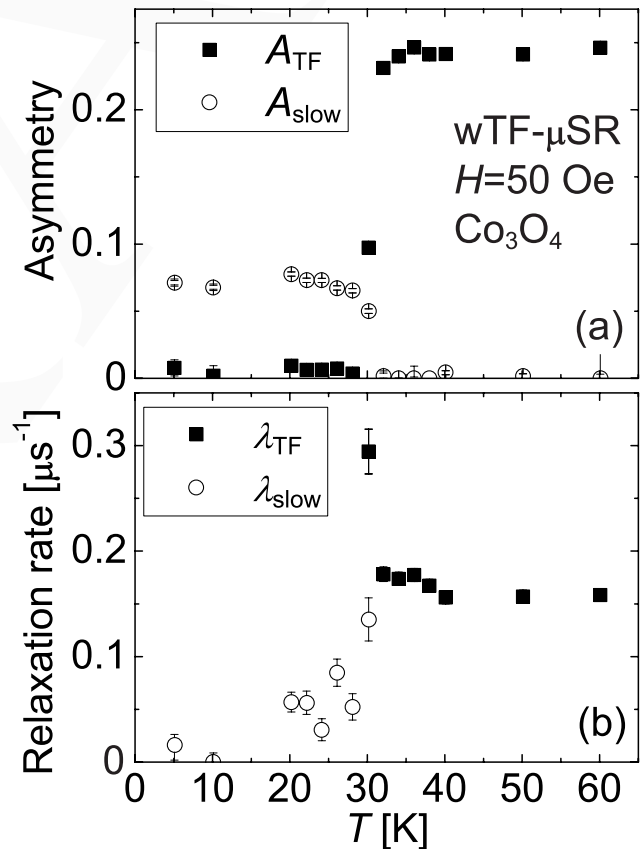 A_TF
A_slow
wTF-μSR
H=50 Oe
Co₃O₄
(a)
Asymmetry
0.2
0.1
0
λ_TF
λ_slow
(b)
Relaxation rate [μs⁻¹]
0.3
0.2
0.1
0
0 10 20 30 40 50 60
T [K]